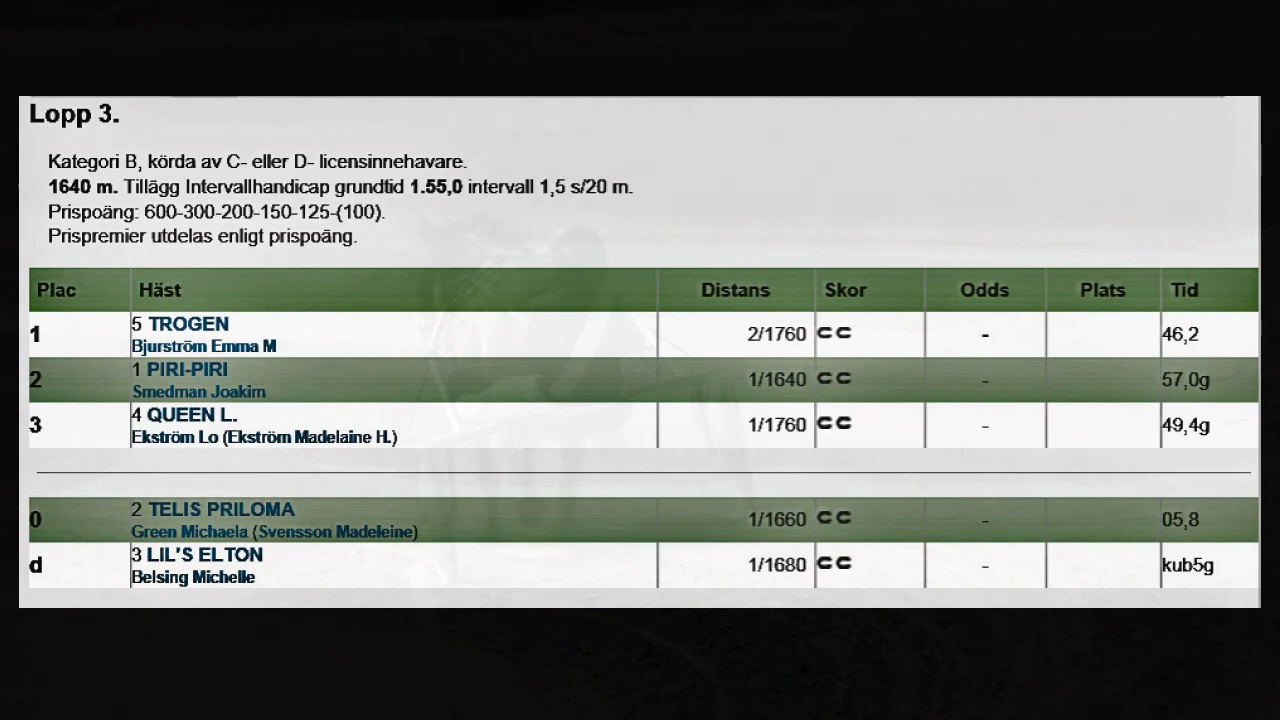 Lopp 3.
Kategori B, körda av C- eller D- licensinnehavare.
1640 m. Tillägg Intervallhandicap grundtid 1.55,0 intervall 1,5 s/20 m.
Prispoäng: 600-300-200-150-125-(100).
Prispremier utdelas enligt prispoäng.
Plac Häst Distans Skor Odds Plats Tid
1 5 TROGEN 2/1760 C C - 46,2
Bjurström Emma M
2 1 PIRI-PIRI 1/1640 C C - 57,0g
Smedman Joakim
3 4 QUEEN L. 1/1760 C C - 49,4g
Ekström Lo (Ekström Madelaine H.)
0 2 TELIS PRILOMA 1/1660 C C - 05,8
Green Michaela (Svensson Madeleine)
d 3 LIL'S ELTON 1/1680 C C - kub5g
Belsing Michelle